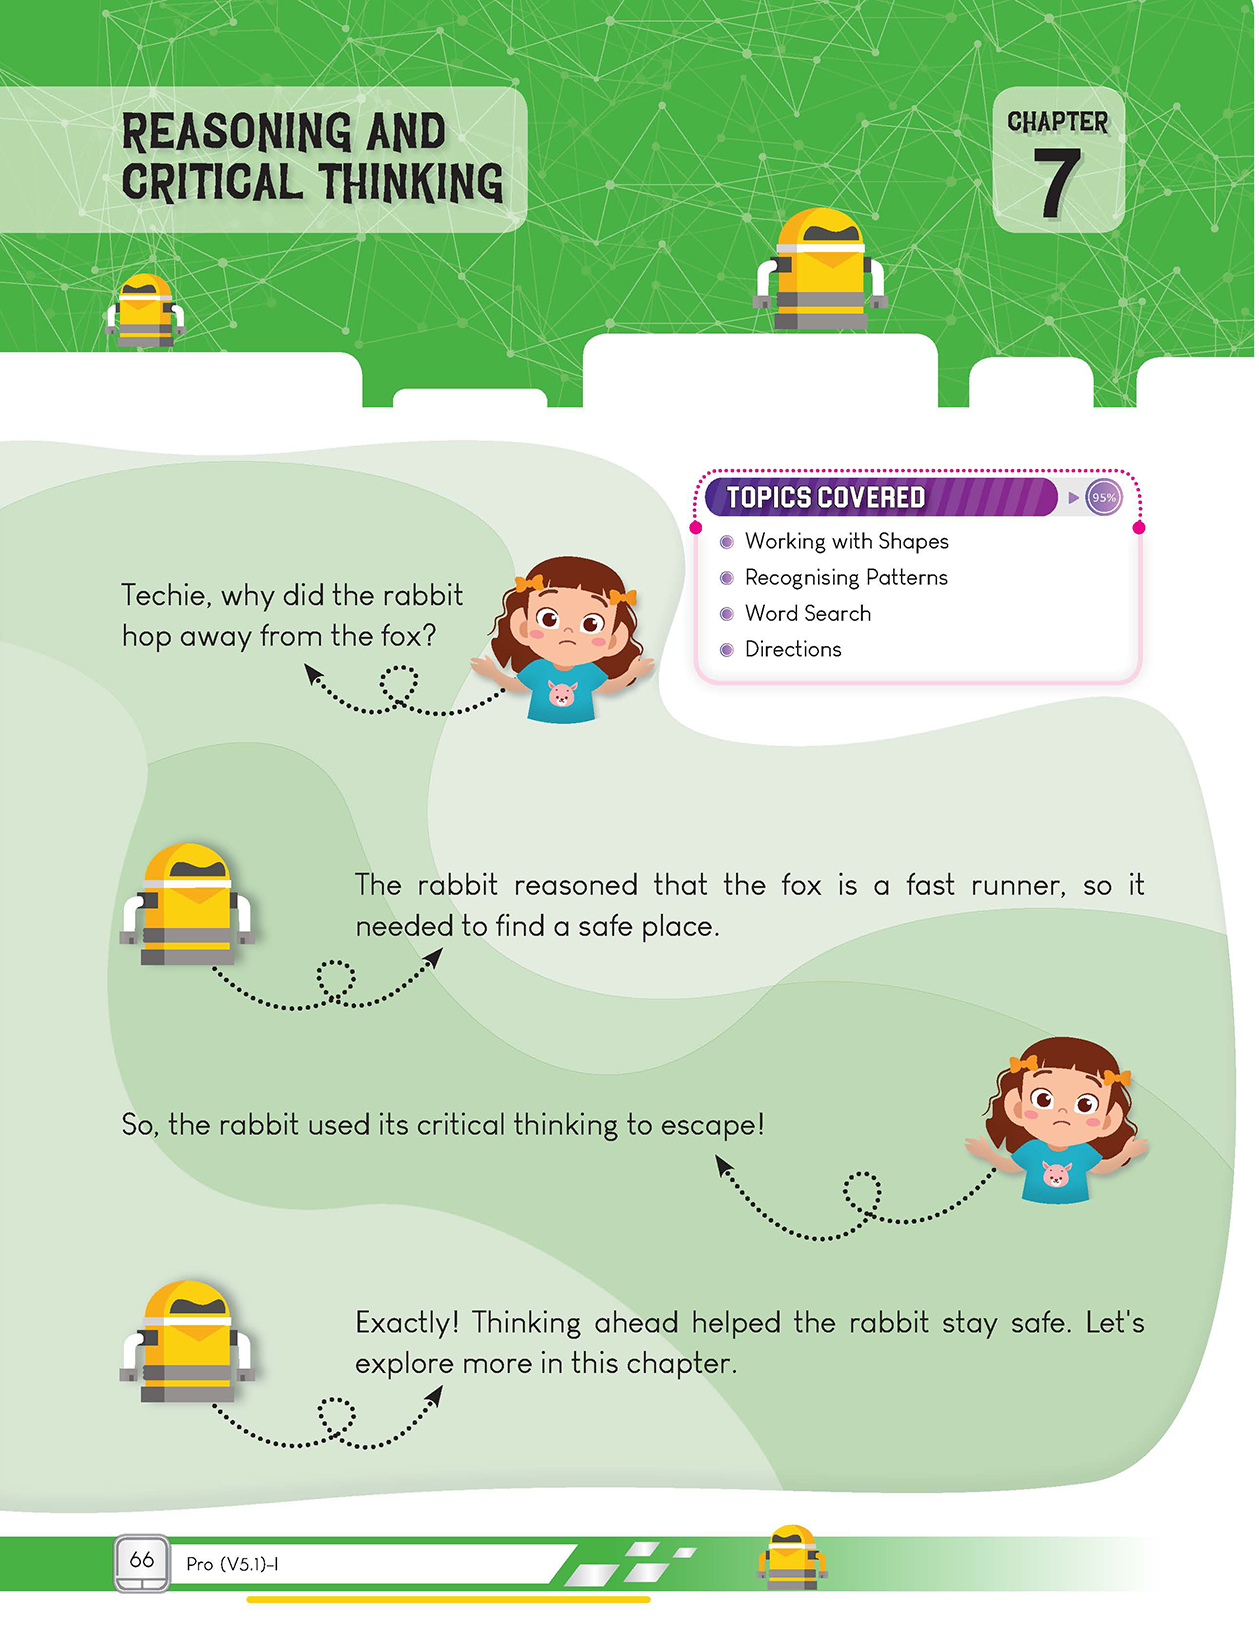 REASONING AND
CRITICAL THINKING
CHAPTER
7
TOPICS COVERED
95%
Working with Shapes
Recognising Patterns
Word Search
Directions
Techie, why did the rabbit
hop away from the fox?
The rabbit reasoned that the fox is a fast runner, so it
needed to find a safe place.
So, the rabbit used its critical thinking to escape!
Exactly! Thinking ahead helped the rabbit stay safe. Let's
explore more in this chapter.
66
Pro (V5.1)-I